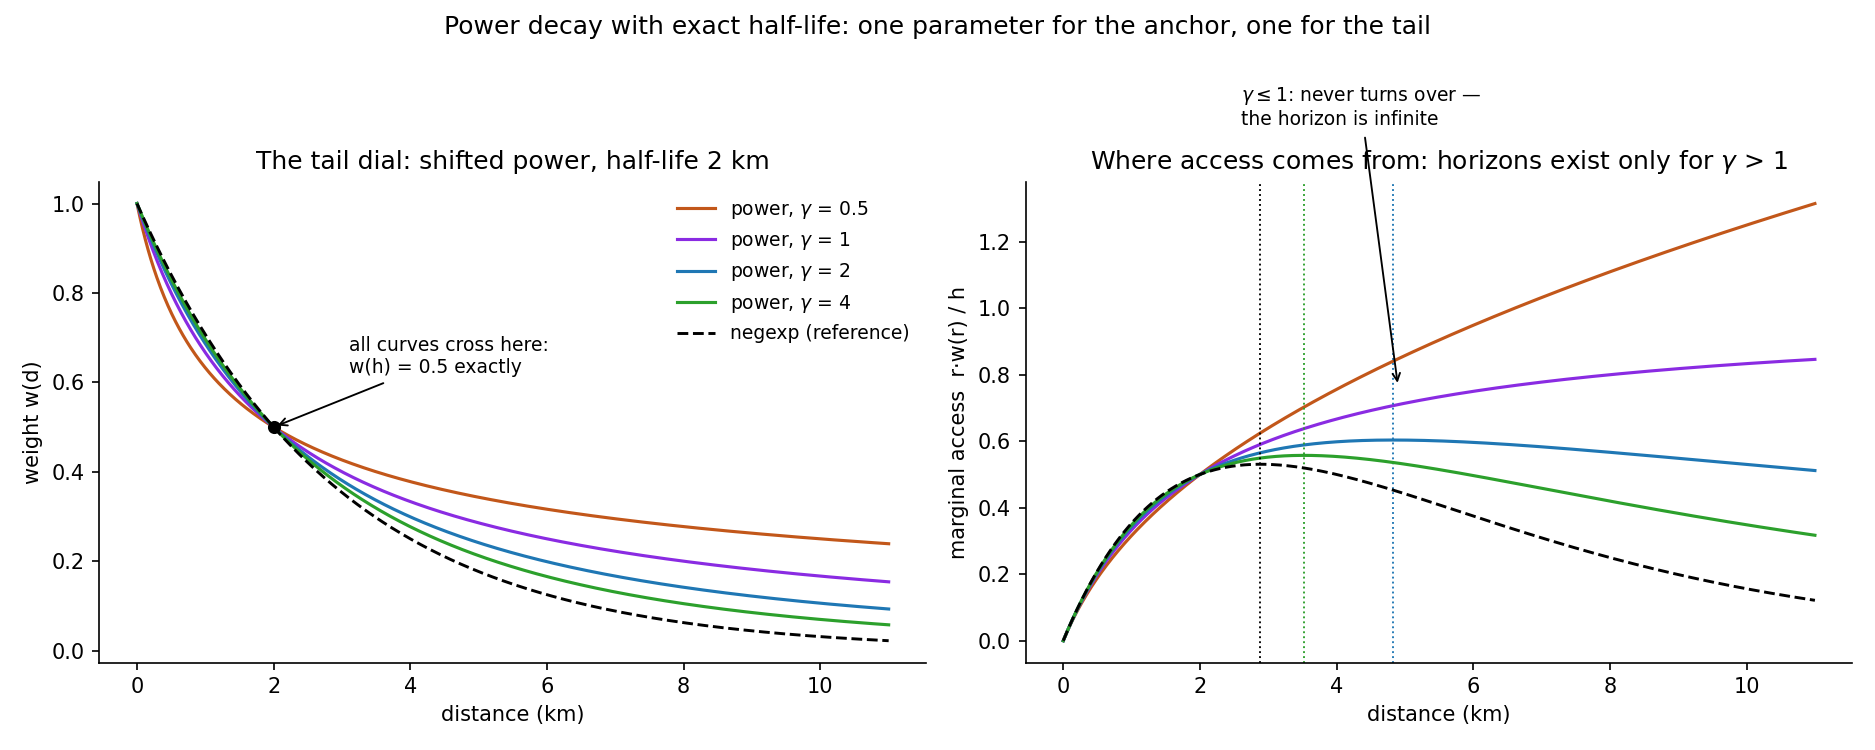 Power decay with exact half-life: one parameter for the anchor, one for the tail
The tail dial: shifted power, half-life 2 km
weight w(d)
1.0
0.8
0.6
0.4
0.2
0.0
power, γ = 0.5
power, γ = 1
power, γ = 2
power, γ = 4
negexp (reference)
all curves cross here:
w(h) = 0.5 exactly
0 2 4 6 8 10
distance (km)
γ ≤ 1: never turns over —
the horizon is infinite
Where access comes from: horizons exist only for γ > 1
marginal access r·w(r) / h
1.2
1.0
0.8
0.6
0.4
0.2
0.0
0 2 4 6 8 10
distance (km)